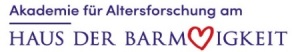 Akademie für Altersforschung am
HAUS DER BARMHERZIGKEIT